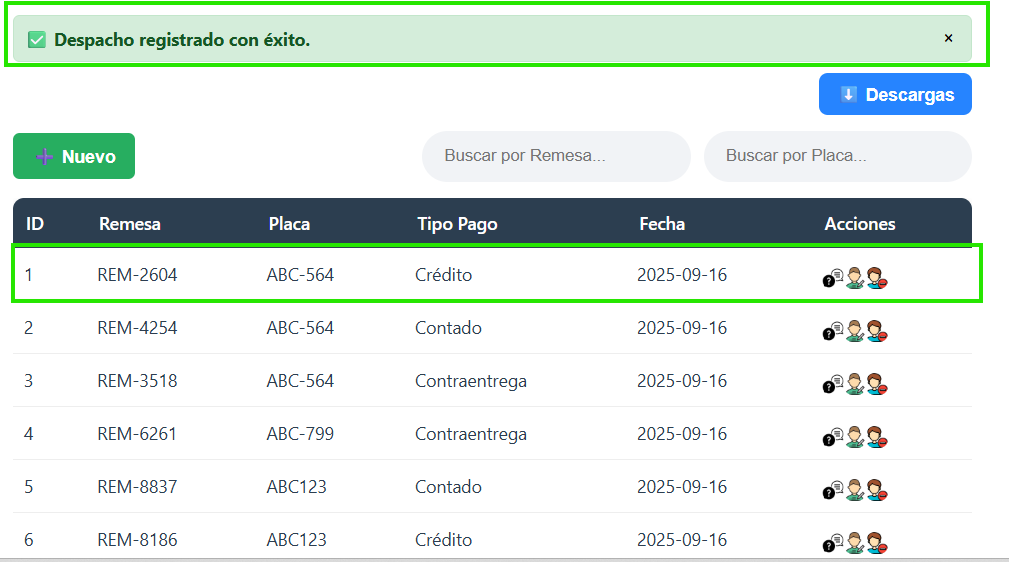 ✅ Despacho registrado con éxito. ×
⬇️ Descargas
➕ Nuevo Buscar por Remesa... Buscar por Placa...
ID Remesa Placa Tipo Pago Fecha Acciones
1 REM-2604 ABC-564 Crédito 2025-09-16
2 REM-4254 ABC-564 Contado 2025-09-16
3 REM-3518 ABC-564 Contraentrega 2025-09-16
4 REM-6261 ABC-799 Contraentrega 2025-09-16
5 REM-8837 ABC123 Contado 2025-09-16
6 REM-8186 ABC123 Crédito 2025-09-16